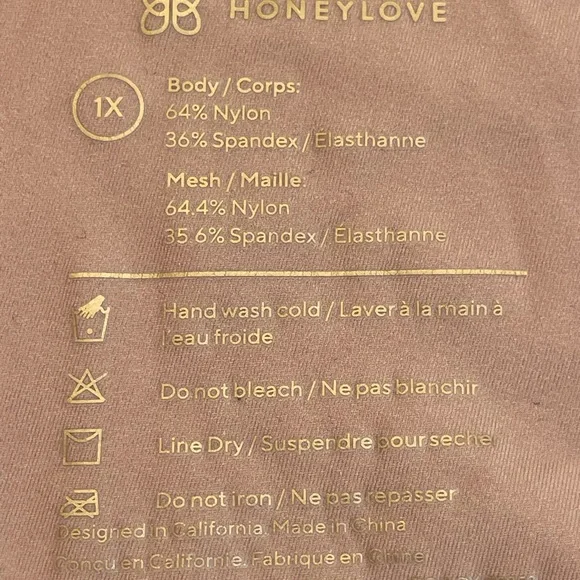 HONEYLOVE
1X
Body / Corps:
64% Nylon
36% Spandex / Élasthanne
Mesh / Maille:
64.4% Nylon
35.6% Spandex / Élasthanne
Hand wash cold / Laver à la main à
l'eau froide
Do not bleach / Ne pas blanchir
Line Dry / Suspendre pour sécher
Do not iron / Ne pas repasser
Designed in California. Made in China
Conçu en Californie. Fabriqué en Chine